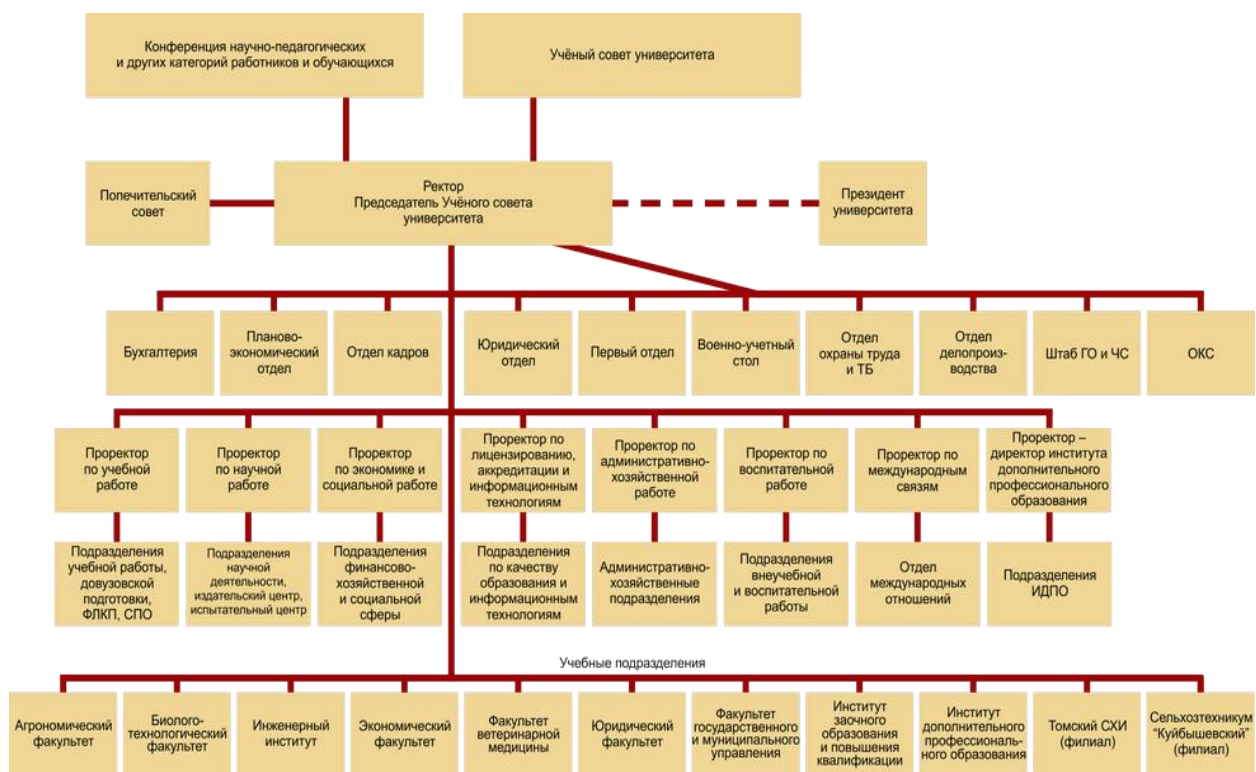 Конференция научно-педагогических
и других категорий работников и обучающихся
Учёный совет университета
Попечительский
совет
Ректор
Председатель Учёного совета
университета
Президент
университета
Бухгалтерия
Планово-
экономический
отдел
Отдел кадров
Юридический
отдел
Первый отдел
Военно-учетный
стол
Отдел
охраны труда
и ТБ
Отдел
делопроиз-
водства
Штаб ГО и ЧС
ОКС
Проректор
по учебной
работе
Проректор
по научной
работе
Проректор
по экономике и
социальной работе
Проректор по
лицензированию,
аккредитации и
информационным
технологиям
Проректор по
административно-
хозяйственной
работе
Проректор по
воспитательной
работе
Проректор по
международным
связям
Проректор –
директор института
дополнительного
профессионального
образования
Подразделения
учебной работы,
довузовской
подготовки,
ФЛКП, СПО
Подразделения
научной
деятельности,
издательский центр,
испытательный центр
Подразделения
финансово-
хозяйственной
и социальной
сферы
Подразделения
по качеству
образования и
информационным
технологиям
Административно-
хозяйственные
подразделения
Подразделения
внеучебной
и воспитательной
работы
Отдел
международных
отношений
Подразделения
ИДПО
Учебные подразделения
Агрономический
факультет
Биолого-
технологический
факультет
Инженерный
институт
Экономический
факультет
Факультет
ветеринарной
медицины
Юридический
факультет
Факультет
государственного
и муниципального
управления
Институт
заочного
образования
и повышения
квалификации
Институт
дополнительного
профессиональ-
ного образования
Томский СХИ
(филиал)
Сельхозтехникум
"Куйбышевский"
(филиал)